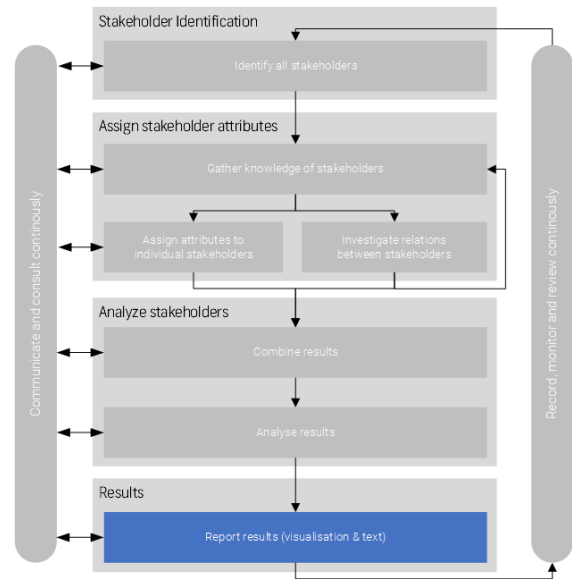 Stakeholder Identification
Identify all stakeholders
Assign stakeholder attributes
Gather knowledge of stakeholders
Assign attributes to
individual stakeholders
Investigate relations
between stakeholders
Analyze stakeholders
Combine results
Analyse results
Results
Report results (visualisation & text)
Communicate and consult continously
Record, monitor and review continously